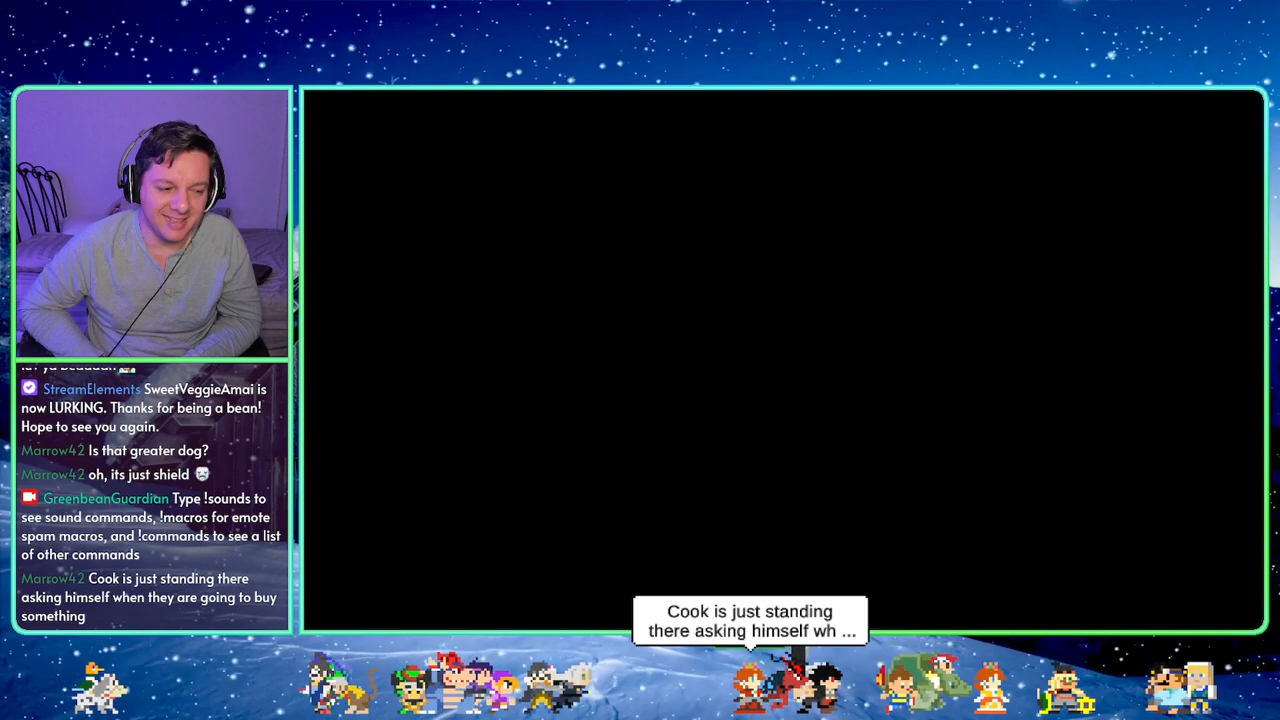 StreamElements SweetVeggieAmai is
now LURKING. Thanks for being a bean!
Hope to see you again.
Marrow42 Is that greater dog?
Marrow42 oh, its just shield
GreenbeanGuardian Type !sounds to
see sound commands, !macros for emote
spam macros, and !commands to see a list
of other commands
Marrow42 Cook is just standing there
asking himself when they are going to buy
something
Cook is just standing
there asking himself wh ...